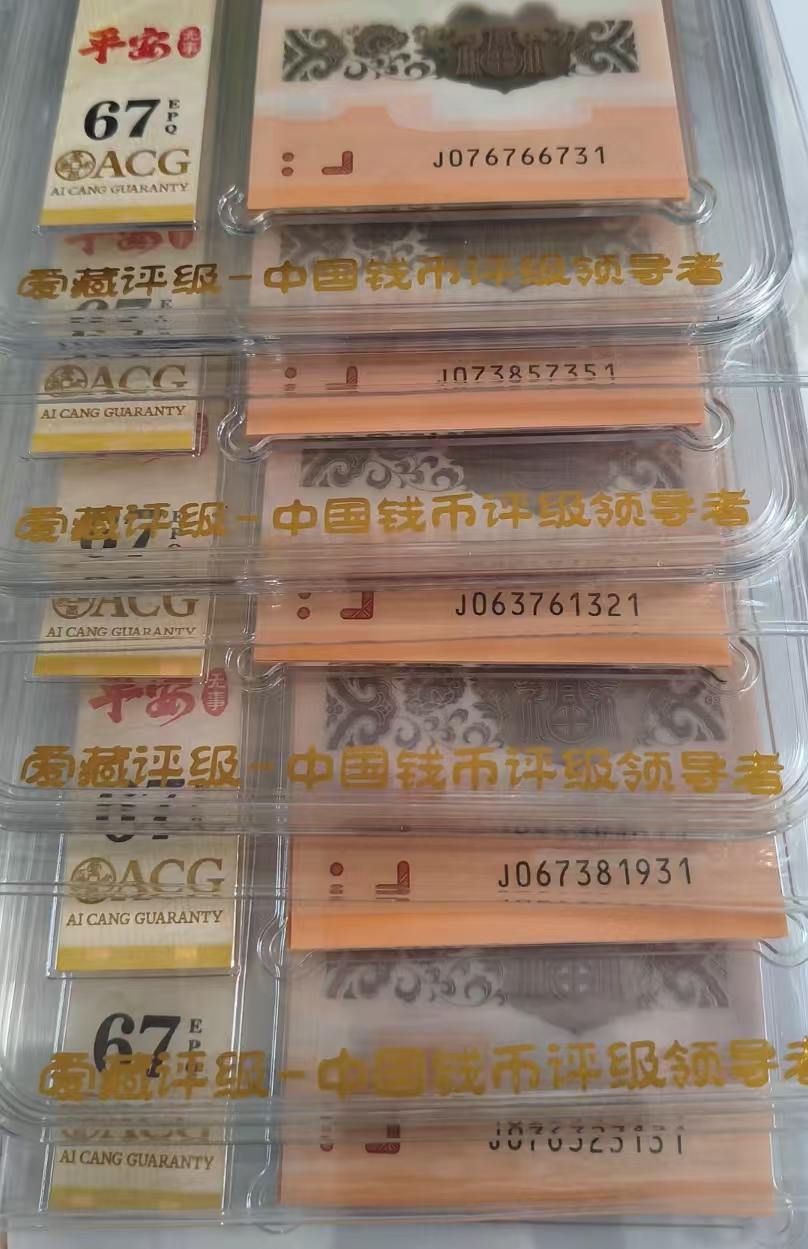 平安 无事
67 EPQ
ACG
AI CANG GUARANTY
J076766731
爱藏评级-中国钱币评级领导者
ACG
AI CANG GUARANTY
J073857351
爱藏评级-中国钱币评级领导者
67 EPQ
ACG
AI CANG GUARANTY
J063761321
平安 无事
爱藏评级-中国钱币评级领导者
67
ACG
AI CANG GUARANTY
J067381931
67 EPQ
爱藏评级-中国钱币评级领导者
ACG
AI CANG GUARANTY